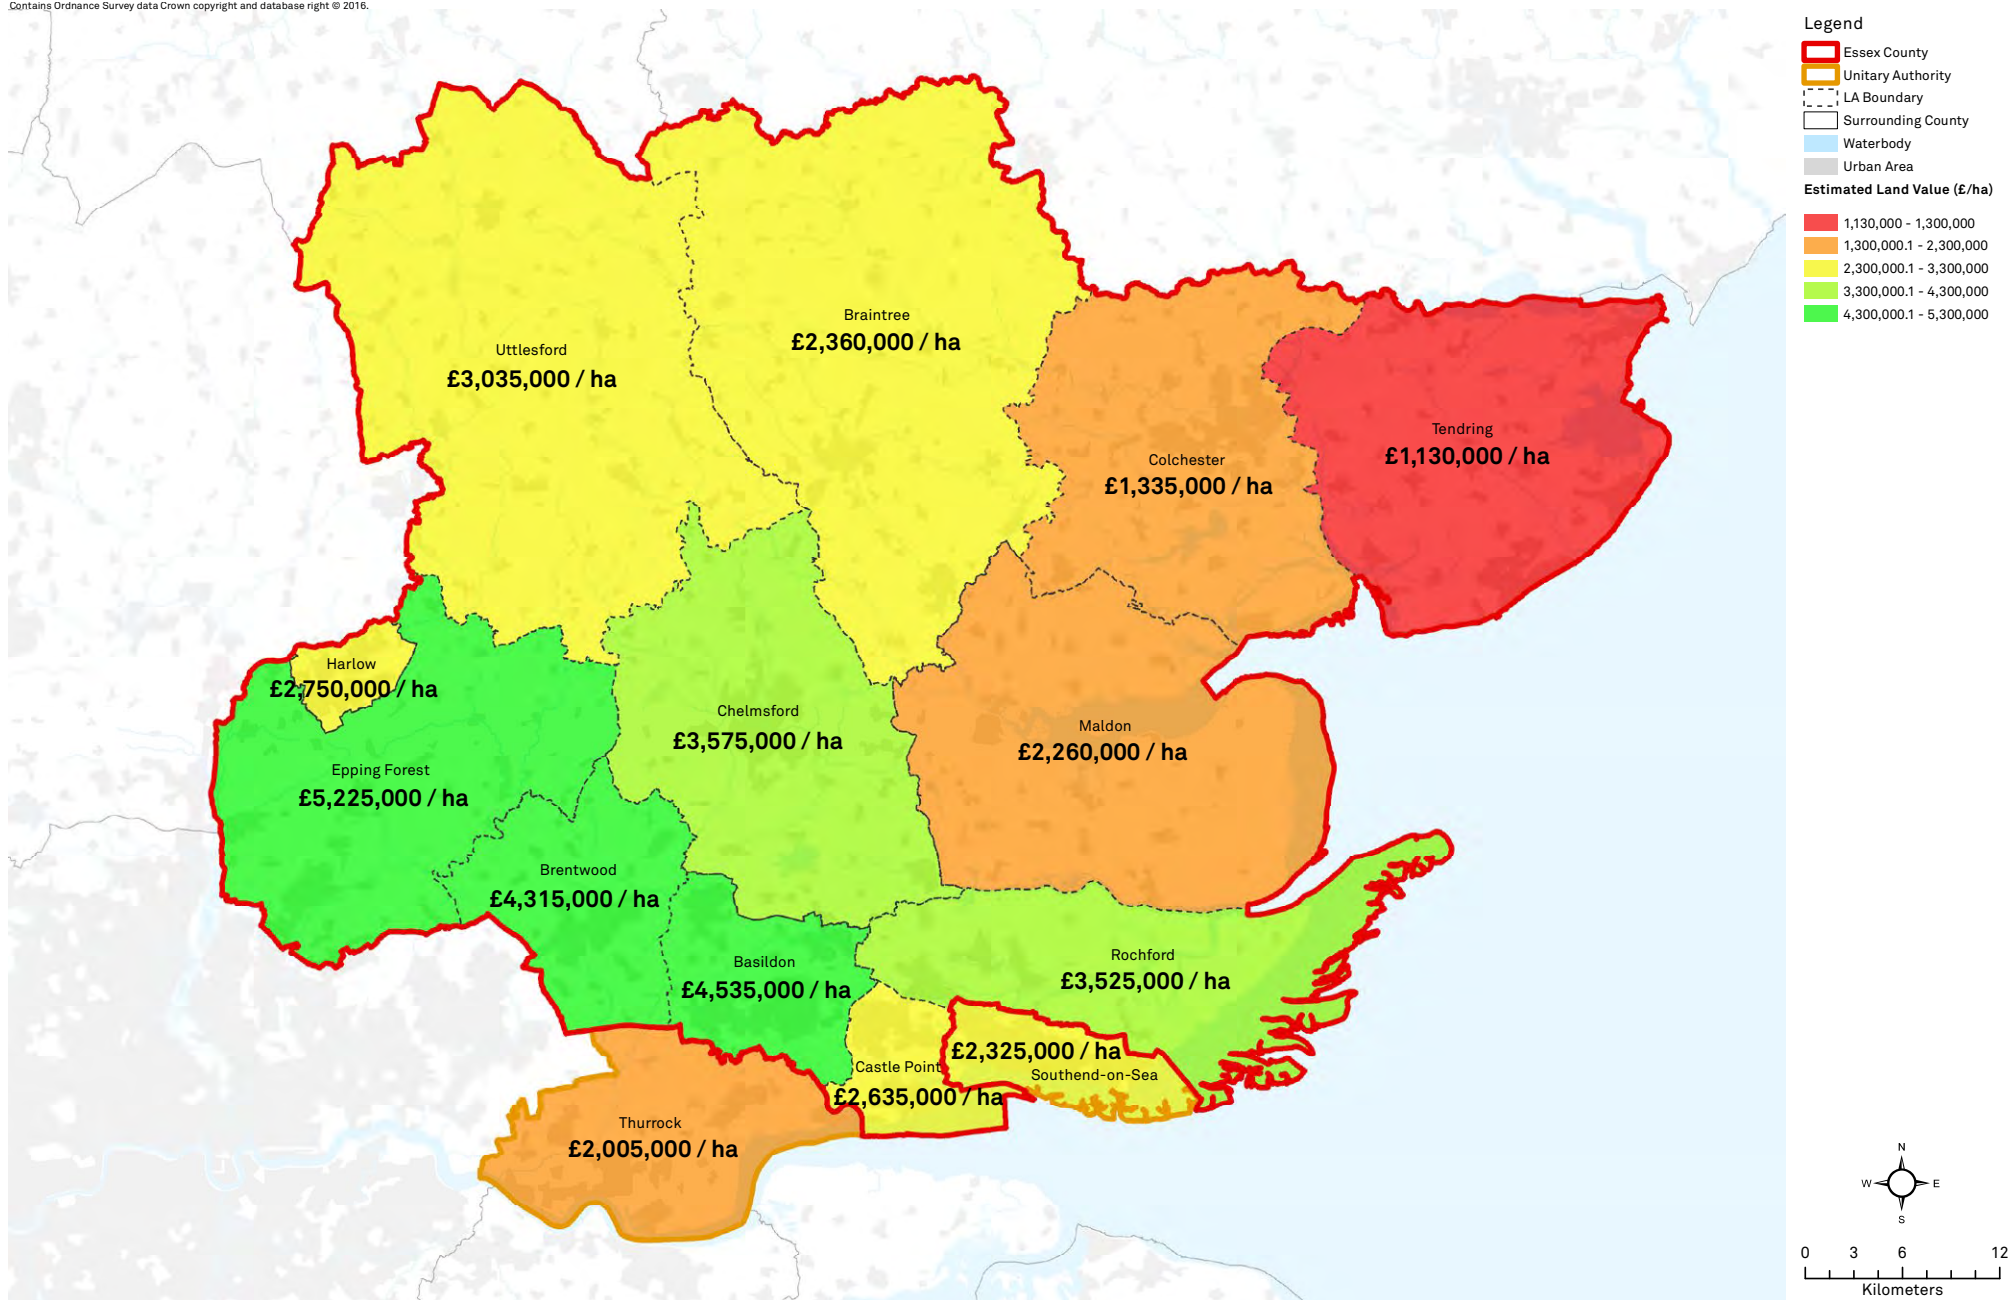 Contains Ordnance Survey data Crown copyright and database right © 2016.
Legend
Essex County
Unitary Authority
LA Boundary
Surrounding County
Waterbody
Urban Area
Estimated Land Value (£/ha)
1,130,000 - 1,300,000
1,300,000.1 - 2,300,000
2,300,000.1 - 3,300,000
3,300,000.1 - 4,300,000
4,300,000.1 - 5,300,000
Braintree
£2,360,000 / ha
Uttlesford
£3,035,000 / ha
Tendring
£1,130,000 / ha
Colchester
£1,335,000 / ha
Harlow
£2,750,000 / ha
Chelmsford
£3,575,000 / ha
Maldon
£2,260,000 / ha
Epping Forest
£5,225,000 / ha
Brentwood
£4,315,000 / ha
Basildon
£4,535,000 / ha
Rochford
£3,525,000 / ha
£2,325,000 / ha
Southend-on-Sea
Castle Point
£2,635,000 / ha
Thurrock
£2,005,000 / ha
N
W E
S
0 3 6 12
Kilometers